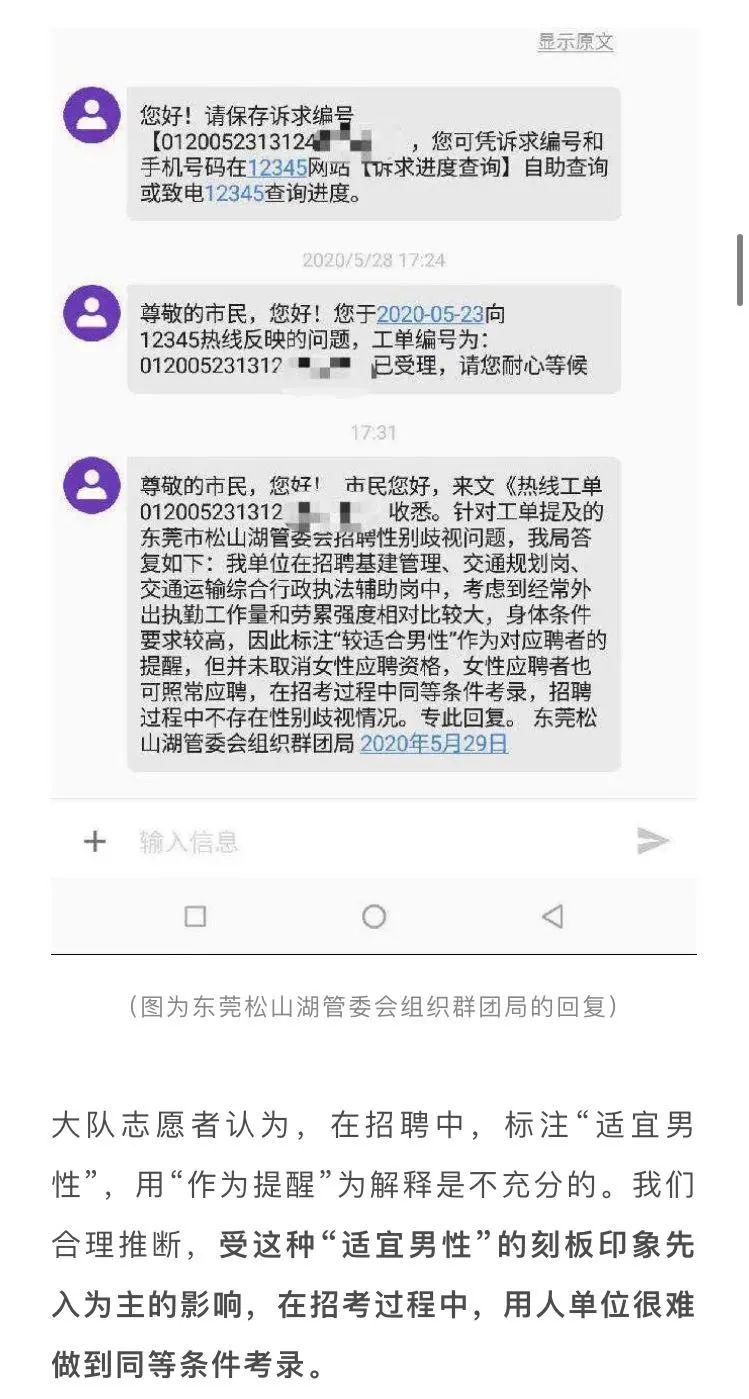 显示原文
您好！请保存诉求编号
【0120052313124 ，您可凭诉求编号和
手机号码在12345网站【诉求进度查询】自助查询
或致电12345查询进度。
2020/5/28 17:24
尊敬的市民，您好！您于2020-05-23向
12345热线反映的问题，工单编号为：
012005231312 已受理，请您耐心等候
17:31
尊敬的市民，您好！ 市民您好，来文《热线工单
012005231312 收悉。针对工单提及的
东莞市松山湖管委会招聘性别歧视问题，我局答
复如下：我单位在招聘基建管理、交通规划岗、
交通运输综合行政执法辅助岗中，考虑到经常外
出执勤工作量和劳累强度相对比较大，身体条件
要求较高，因此标注“较适合男性”作为对应聘者的
提醒，但并未取消女性应聘资格，女性应聘者也
可照常应聘，在招考过程中同等条件考录，招聘
过程中不存在性别歧视情况。专此回复。 东莞松
山湖管委会组织群团局 2020年5月29日
输入信息
（图为东莞松山湖管委会组织群团局的回复）
大队志愿者认为，在招聘中，标注“适宜男
性”，用“作为提醒”为解释是不充分的。我们
合理推断，受这种“适宜男性”的刻板印象先
入为主的影响，在招考过程中，用人单位很难
做到同等条件考录。